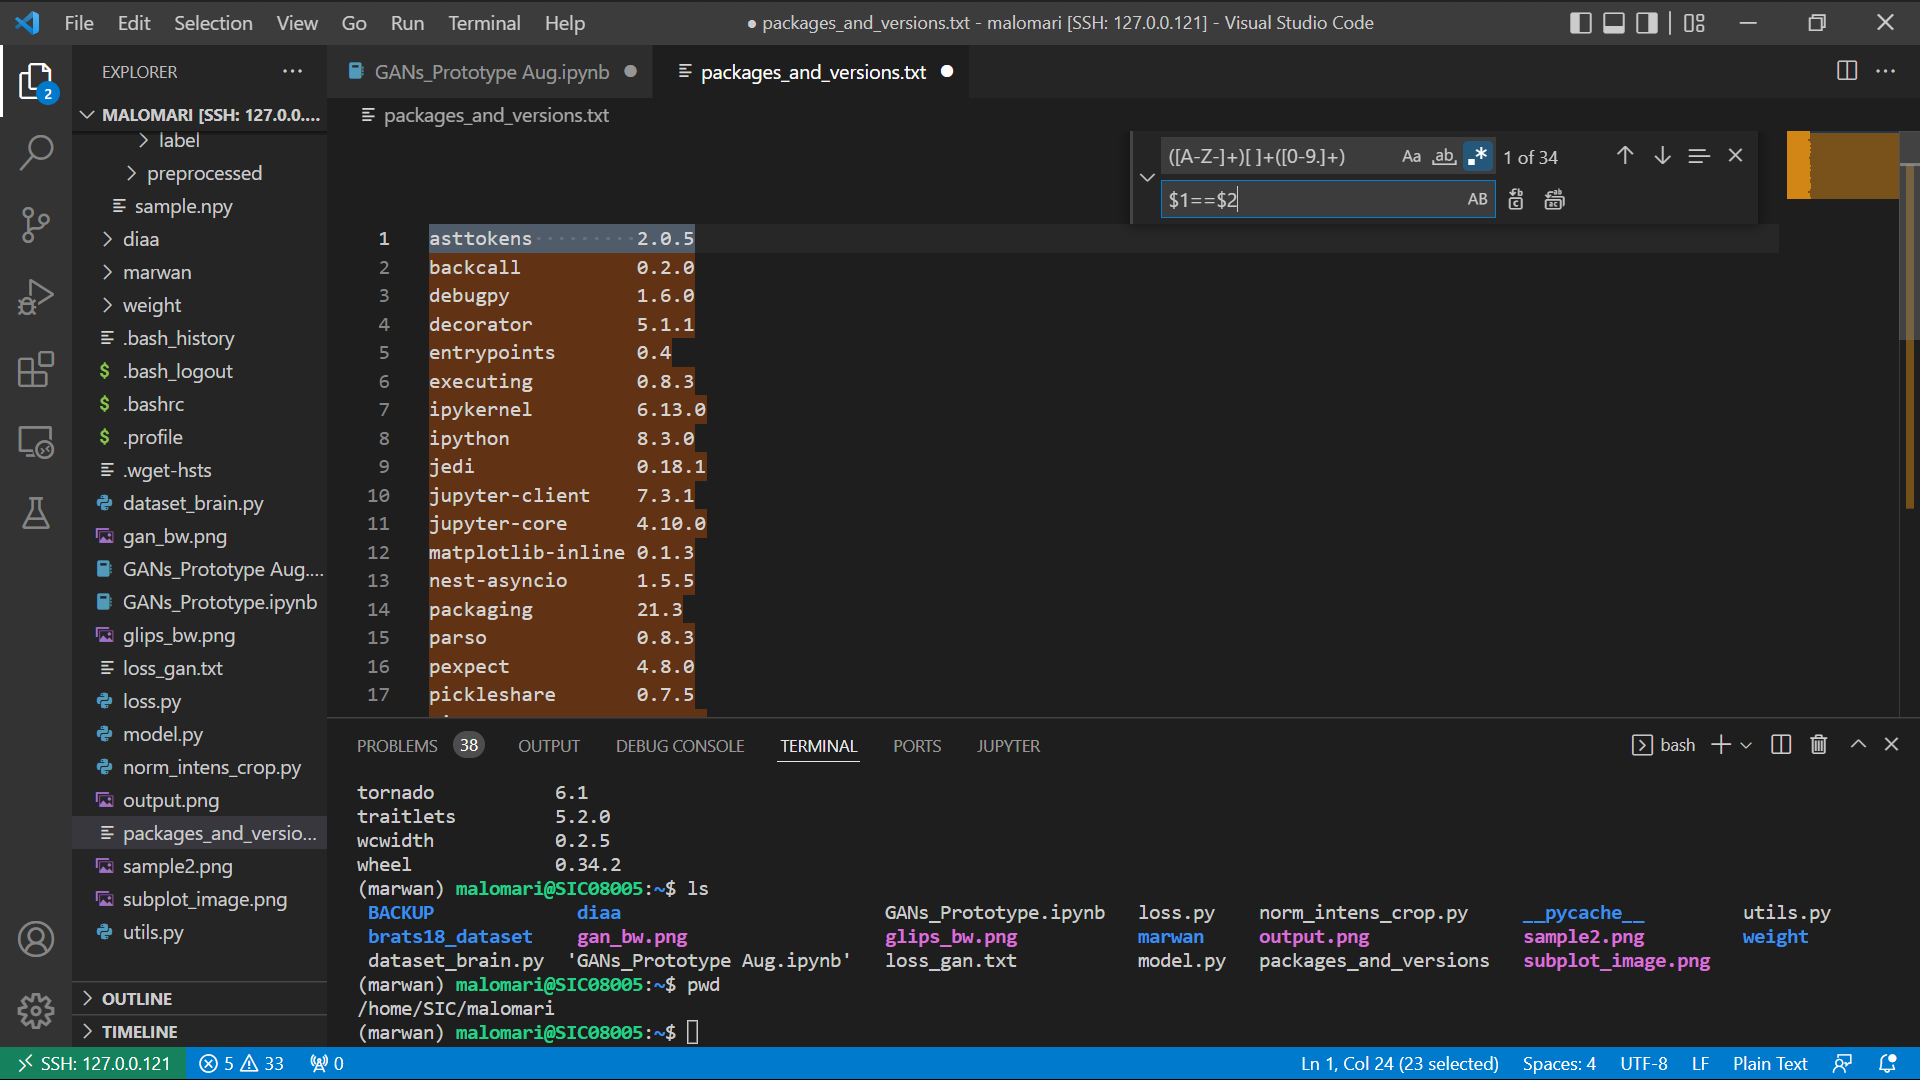 File Edit Selection View Go Run Terminal Help
● packages_and_versions.txt - malomari [SSH: 127.0.0.121] - Visual Studio Code
2
EXPLORER
GANs_Prototype Aug.ipynb
packages_and_versions.txt
MALOMARI [SSH: 127.0.0....
label
preprocessed
sample.npy
diaa
marwan
weight
.bash_history
$ .bash_logout
$ .bashrc
$ .profile
.wget-hsts
dataset_brain.py
gan_bw.png
GANs_Prototype Aug....
GANs_Prototype.ipynb
glips_bw.png
loss_gan.txt
loss.py
model.py
norm_intens_crop.py
output.png
packages_and_versio...
sample2.png
subplot_image.png
utils.py
OUTLINE
TIMELINE
packages_and_versions.txt
([A-Z-]+)[ ]+([0-9.]+) Aa ab .* 1 of 34
$1==$2 AB
1 asttokens 2.0.5
2 backcall 0.2.0
3 debugpy 1.6.0
4 decorator 5.1.1
5 entrypoints 0.4
6 executing 0.8.3
7 ipykernel 6.13.0
8 ipython 8.3.0
9 jedi 0.18.1
10 jupyter-client 7.3.1
11 jupyter-core 4.10.0
12 matplotlib-inline 0.1.3
13 nest-asyncio 1.5.5
14 packaging 21.3
15 parso 0.8.3
16 pexpect 4.8.0
17 pickleshare 0.7.5
PROBLEMS 38 OUTPUT DEBUG CONSOLE TERMINAL PORTS JUPYTER
bash
tornado 6.1
traitlets 5.2.0
wcwidth 0.2.5
wheel 0.34.2
(marwan) malomari@SIC08005:~$ ls
BACKUP diaa GANs_Prototype.ipynb loss.py norm_intens_crop.py __pycache__ utils.py
brats18_dataset gan_bw.png glips_bw.png marwan output.png sample2.png weight
dataset_brain.py 'GANs_Prototype Aug.ipynb' loss_gan.txt model.py packages_and_versions subplot_image.png
(marwan) malomari@SIC08005:~$ pwd
/home/SIC/malomari
(marwan) malomari@SIC08005:~$
SSH: 127.0.0.121 5 33 0
Ln 1, Col 24 (23 selected) Spaces: 4 UTF-8 LF Plain Text